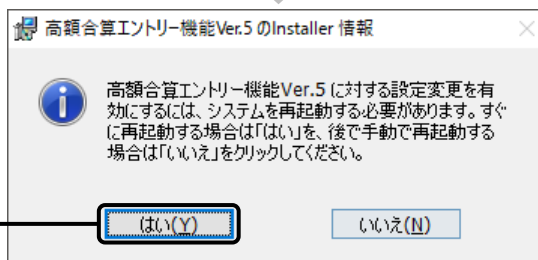 高額合算エントリー機能Ver.5 のInstaller 情報
高額合算エントリー機能Ver.5 に対する設定変更を有
効にするには、システムを再起動する必要があります。すぐ
に再起動する場合は「はい」を、後で手動で再起動する
場合は「いいえ」をクリックしてください。
はい(Y)
いいえ(N)